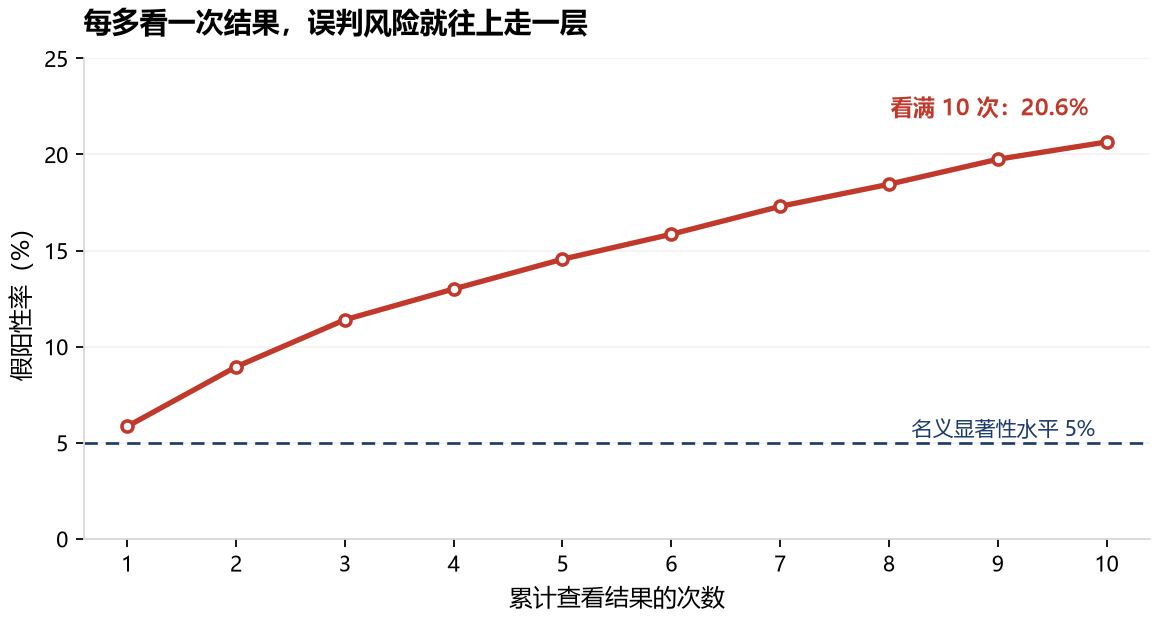 每多看一次结果，误判风险就往上走一层
25
20
15
10
5
0
假阳性率（%）
看满 10 次：20.6%
名义显著性水平 5%
1 2 3 4 5 6 7 8 9 10
累计查看结果的次数